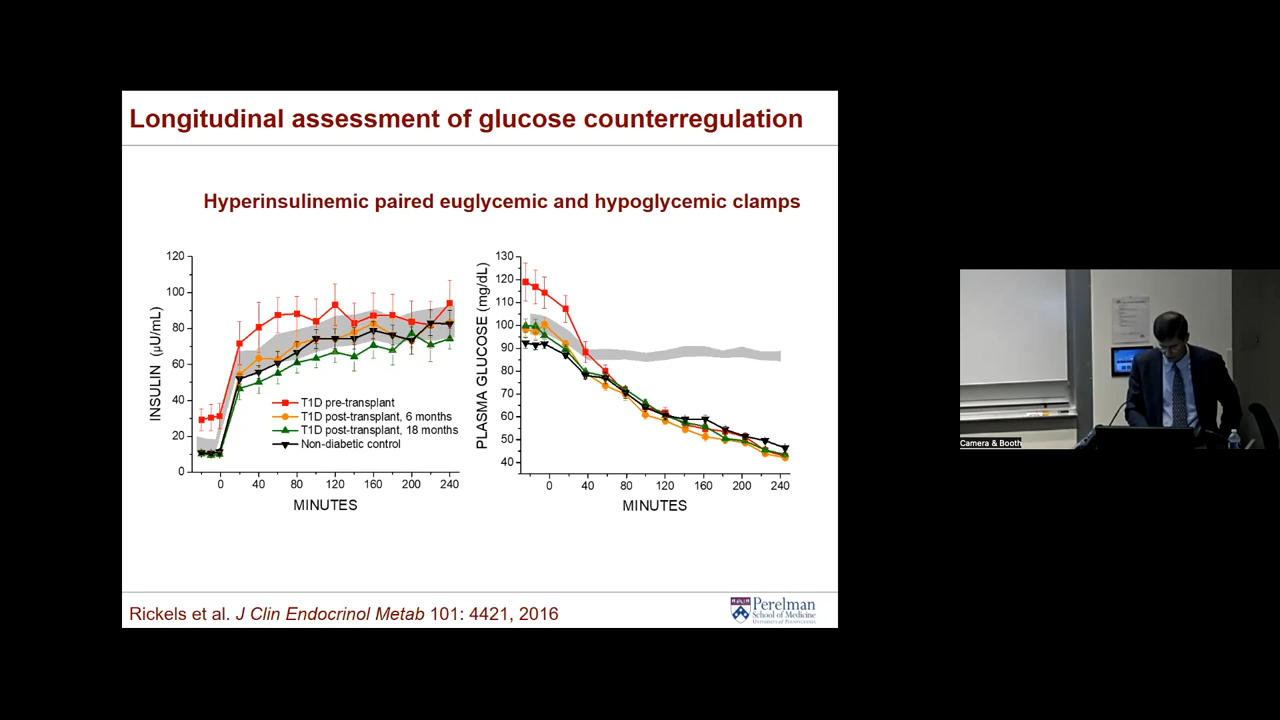 Longitudinal assessment of glucose counterregulation
Hyperinsulinemic paired euglycemic and hypoglycemic clamps
120
100
80
60
40
20
0
INSULIN (µU/mL)
T1D pre-transplant
T1D post-transplant, 6 months
T1D post-transplant, 18 months
Non-diabetic control
0 40 80 120 160 200 240
MINUTES
130
120
110
100
90
80
70
60
50
40
PLASMA GLUCOSE (mg/dL)
0 40 80 120 160 200 240
MINUTES
Rickels et al. J Clin Endocrinol Metab 101: 4421, 2016
Perelman
School of Medicine
University of Pennsylvania
Camera & Booth